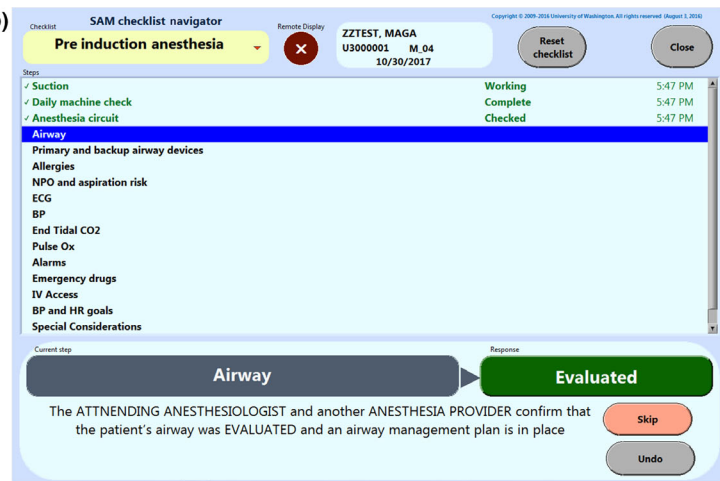 )
SAM checklist navigator
Copyright © 2009-2016 University of Washington. All rights reserved (August 3, 2016)
Checklist
Pre induction anesthesia
Remote Display
ZZTEST, MAGA
U3000001 M_04
10/30/2017
Reset
checklist
Close
Steps
✓ Suction Working 5:47 PM
✓ Daily machine check Complete 5:47 PM
✓ Anesthesia circuit Checked 5:47 PM
Airway
Primary and backup airway devices
Allergies
NPO and aspiration risk
ECG
BP
End Tidal CO2
Pulse Ox
Alarms
Emergency drugs
IV Access
BP and HR goals
Special Considerations
Current step
Airway
Response
Evaluated
The ATTNENDING ANESTHESIOLOGIST and another ANESTHESIA PROVIDER confirm that
the patient's airway was EVALUATED and an airway management plan is in place
Skip
Undo